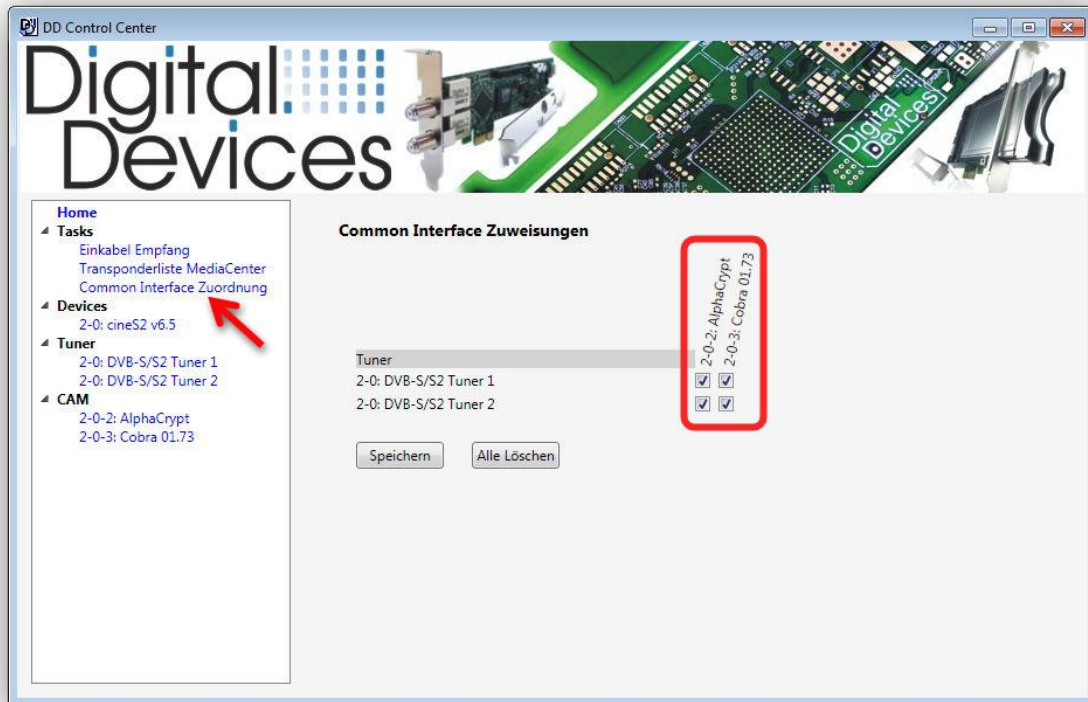 DD Control Center
Digital
Devices
Digital
Devices
Home
Tasks
Einkabel Empfang
Transponderliste MediaCenter
Common Interface Zuordnung
Devices
2-0: cineS2 v6.5
Tuner
2-0: DVB-S/S2 Tuner 1
2-0: DVB-S/S2 Tuner 2
CAM
2-0-2: AlphaCrypt
2-0-3: Cobra 01.73
Common Interface Zuweisungen
2-0-2: AlphaCrypt
2-0-3: Cobra 01.73
Tuner
2-0: DVB-S/S2 Tuner 1
2-0: DVB-S/S2 Tuner 2
Speichern Alle Löschen